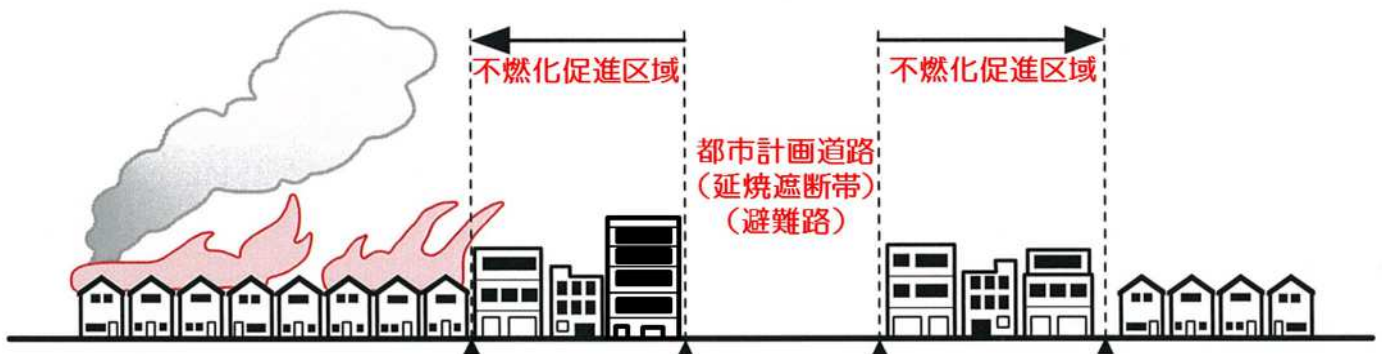 不燃化促進区域
不燃化促進区域
都市計画道路
（延焼遮断帯）
（避難路）